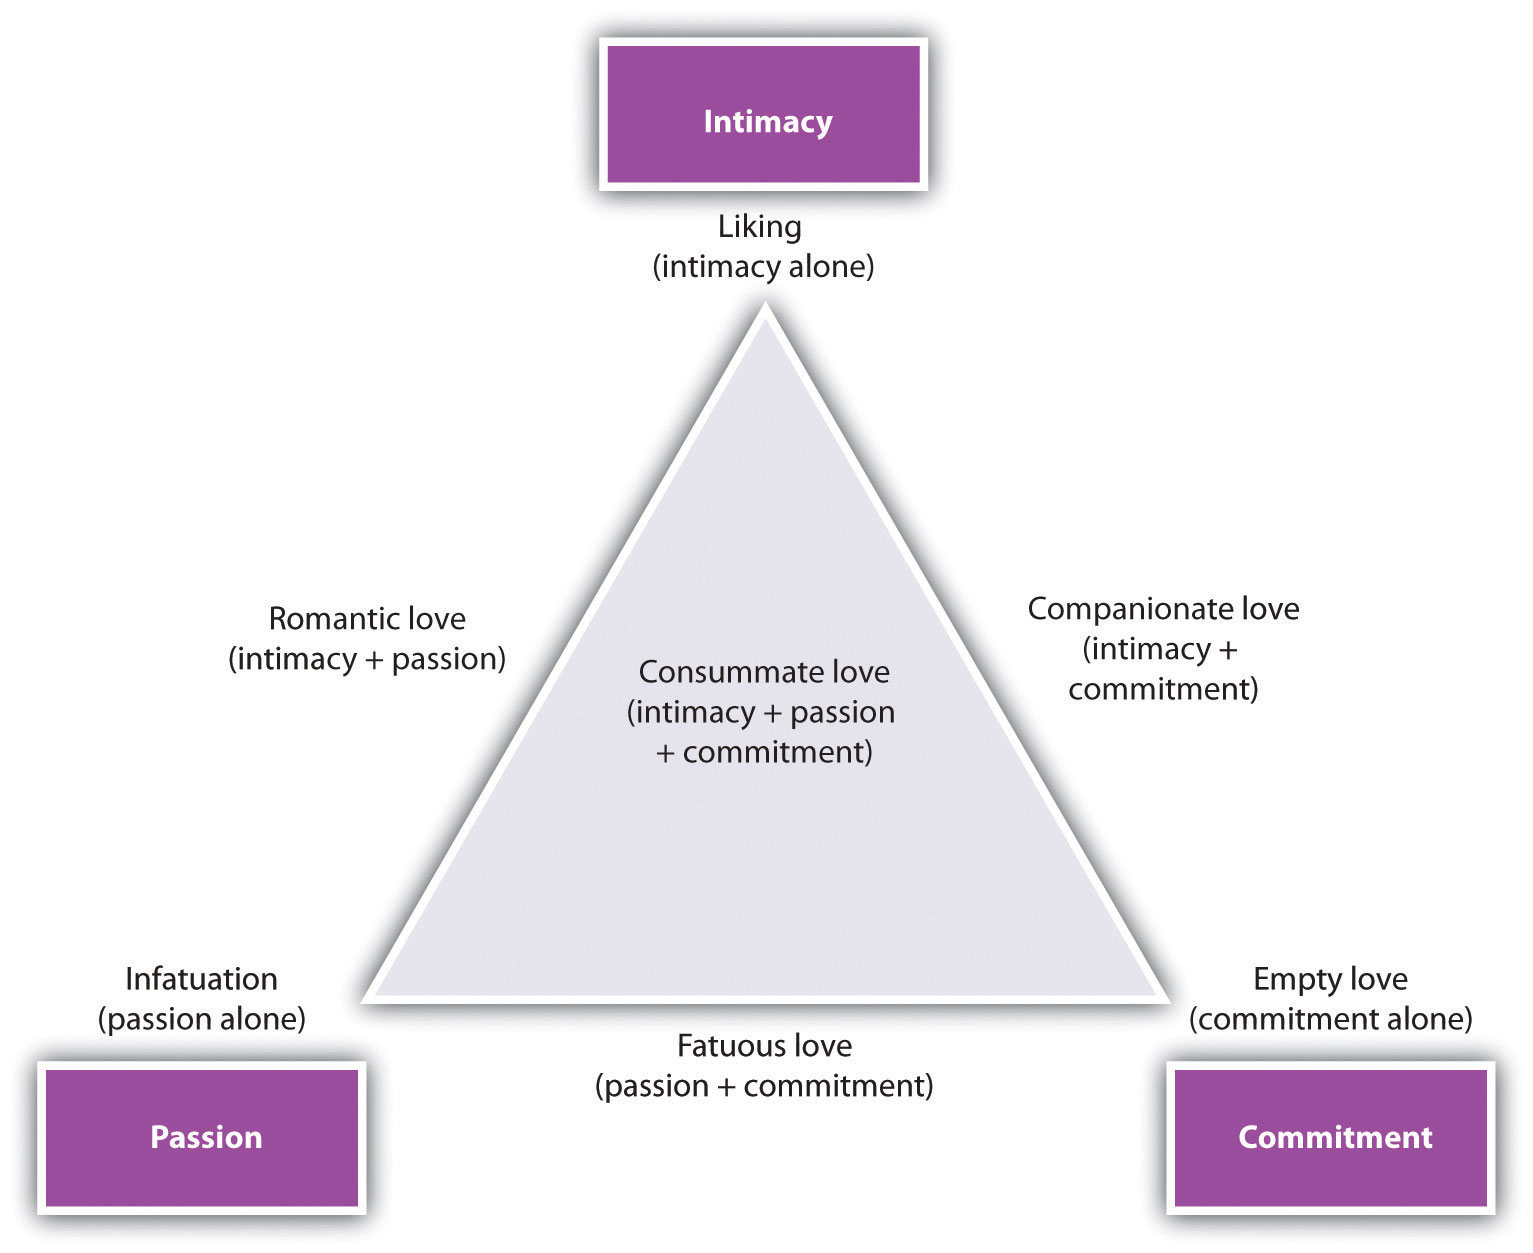 Intimacy
Liking
(intimacy alone)
Romantic love
(intimacy + passion)
Companionate love
(intimacy +
commitment)
Consummate love
(intimacy + passion
+ commitment)
Infatuation
(passion alone)
Empty love
(commitment alone)
Fatuous love
(passion + commitment)
Passion
Commitment